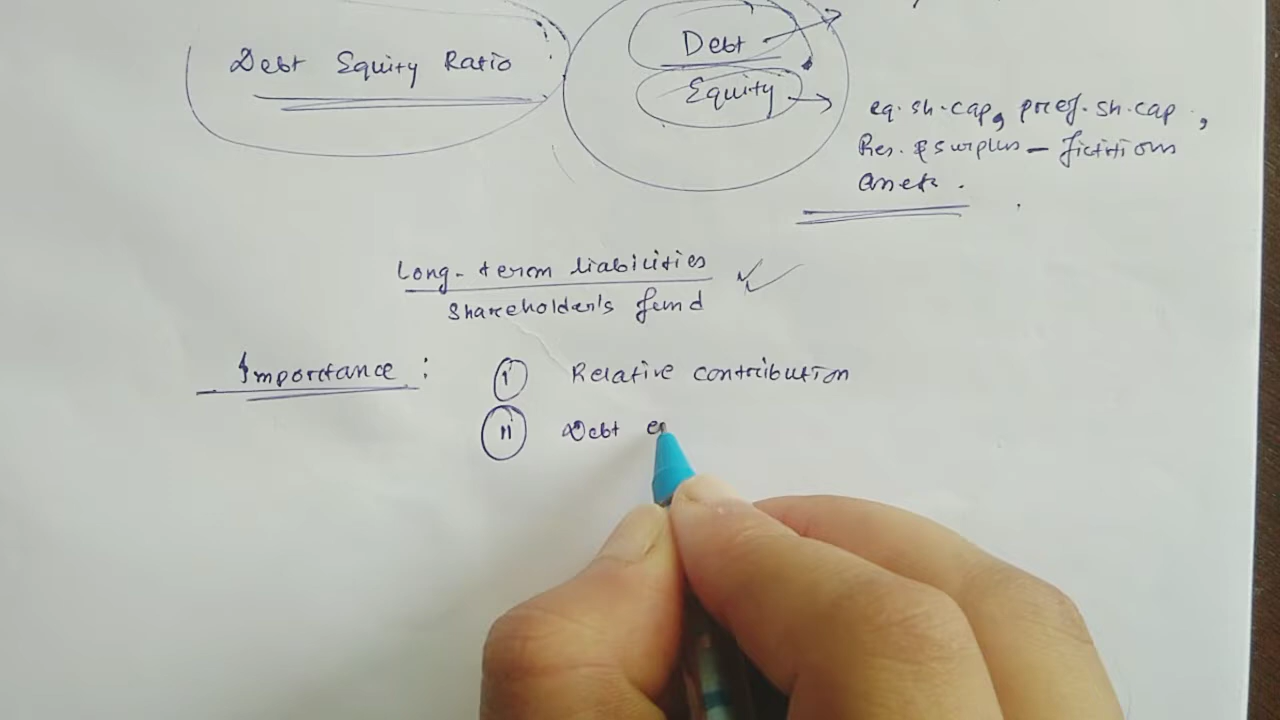 Debt Equity Ratio
Debt
Equity
eq. sh. cap, pref. sh. cap,
Res. & surplus - fictitious
assets.
Long-term liabilities
Shareholder's fund
Importance :
i Relative contribution
ii Debt e